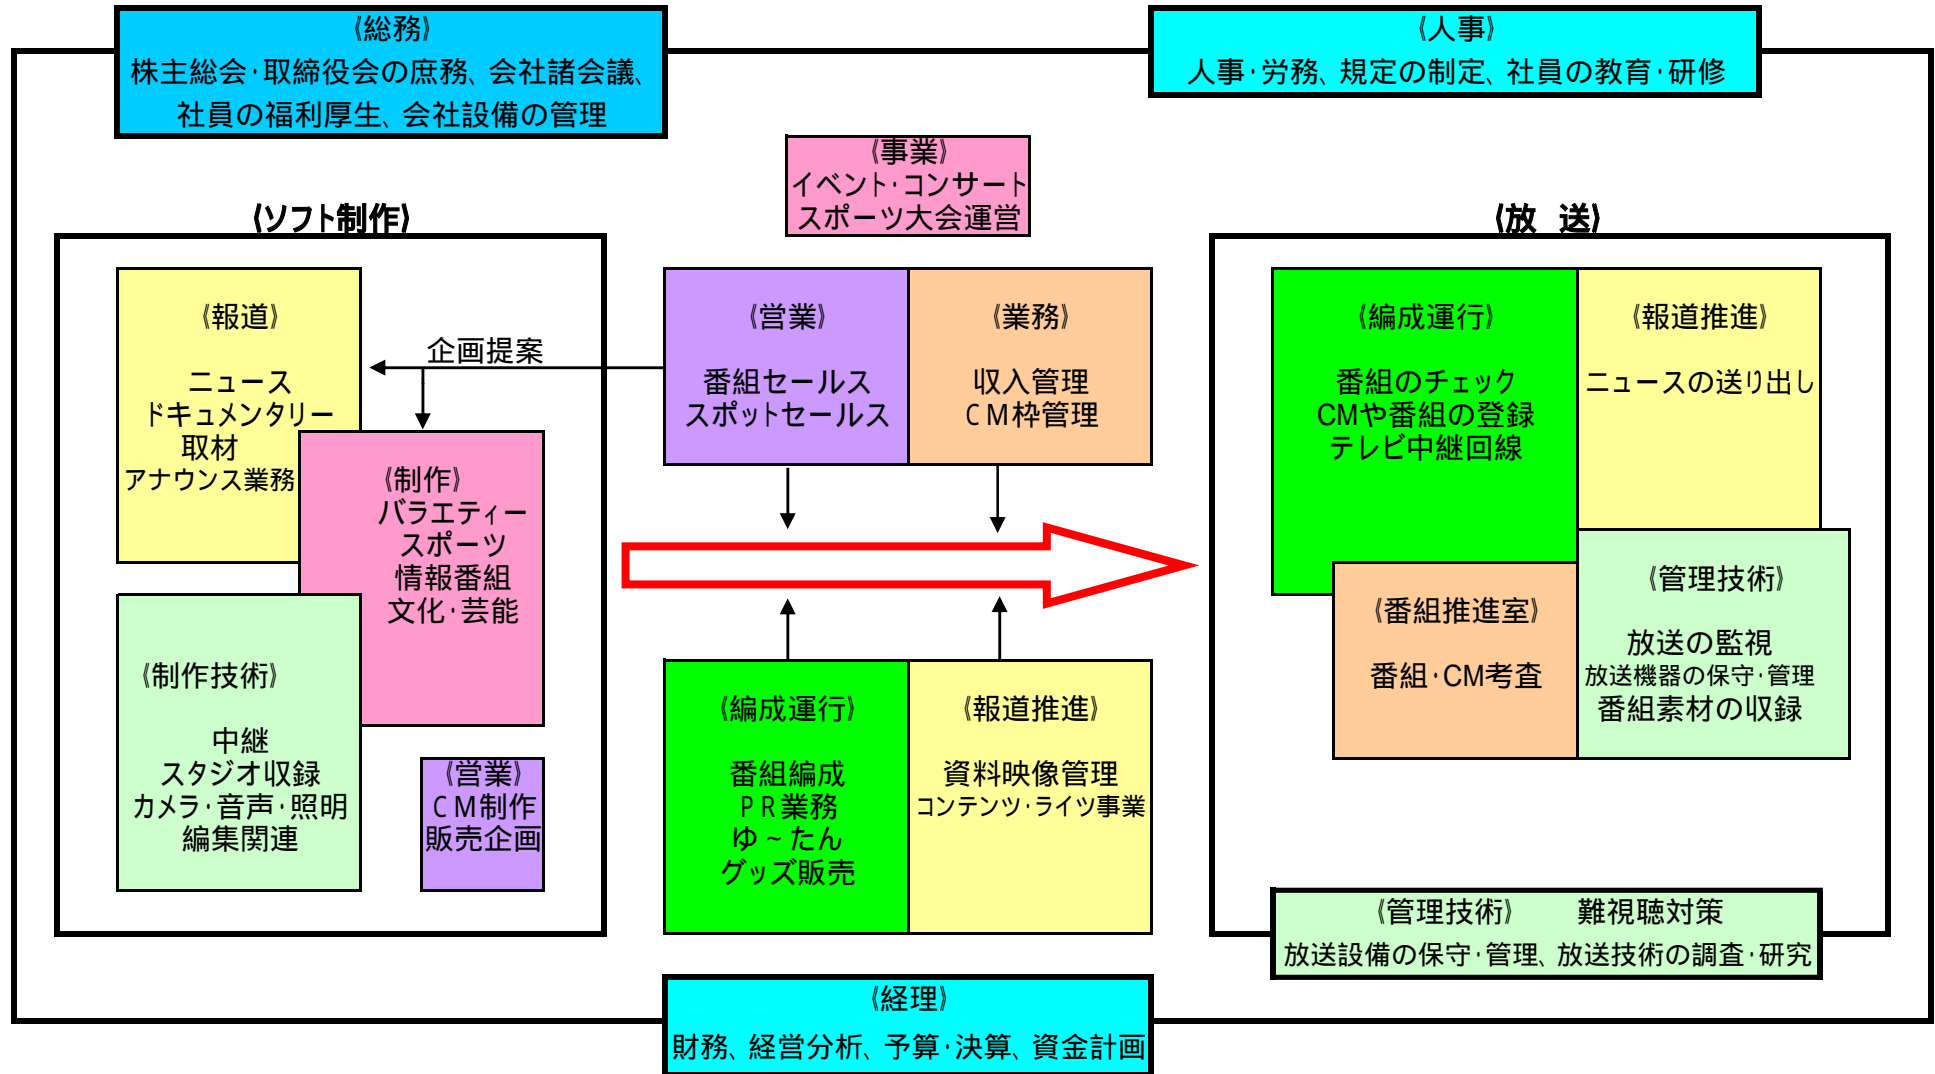 《総務》
株主総会・取締役会の庶務、会社諸会議、
社員の福利厚生、会社設備の管理
《人事》
人事・労務、規定の制定、社員の教育・研修
《事業》
イベント・コンサート
スポーツ大会運営
《ソフト制作》
《報道》
ニュース
ドキュメンタリー
取材
アナウンス業務
企画提案
《制作》
バラエティー
スポーツ
情報番組
文化・芸能
《制作技術》
中継
スタジオ収録
カメラ・音声・照明
編集関連
《営業》
CM制作
販売企画
《営業》
番組セールス
スポットセールス
《業務》
収入管理
CM枠管理
《編成運行》
番組編成
PR業務
ゆ~たん
グッズ販売
《報道推進》
資料映像管理
コンテンツ・ライツ事業
《放 送》
《編成運行》
番組のチェック
CMや番組の登録
テレビ中継回線
《報道推進》
ニュースの送り出し
《番組推進室》
番組・CM考査
《管理技術》
放送の監視
放送機器の保守・管理
番組素材の収録
《管理技術》 難視聴対策
放送設備の保守・管理、放送技術の調査・研究
《経理》
財務、経営分析、予算・決算、資金計画